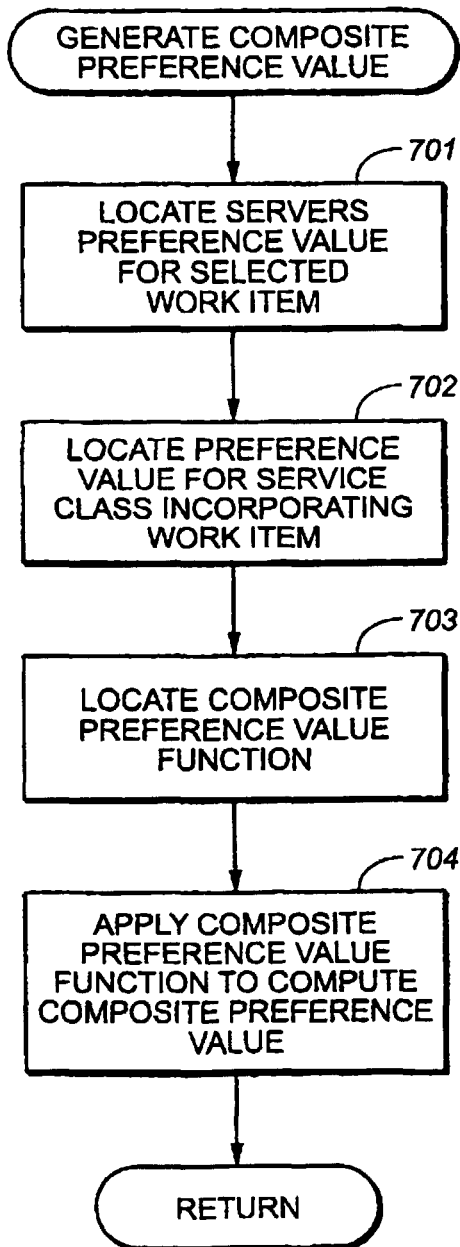 GENERATE COMPOSITE
PREFERENCE VALUE
701
LOCATE SERVERS
PREFERENCE VALUE
FOR SELECTED
WORK ITEM
702
LOCATE PREFERENCE
VALUE FOR SERVICE
CLASS INCORPORATING
WORK ITEM
703
LOCATE COMPOSITE
PREFERENCE VALUE
FUNCTION
704
APPLY COMPOSITE
PREFERENCE VALUE
FUNCTION TO COMPUTE
COMPOSITE PREFERENCE
VALUE
RETURN